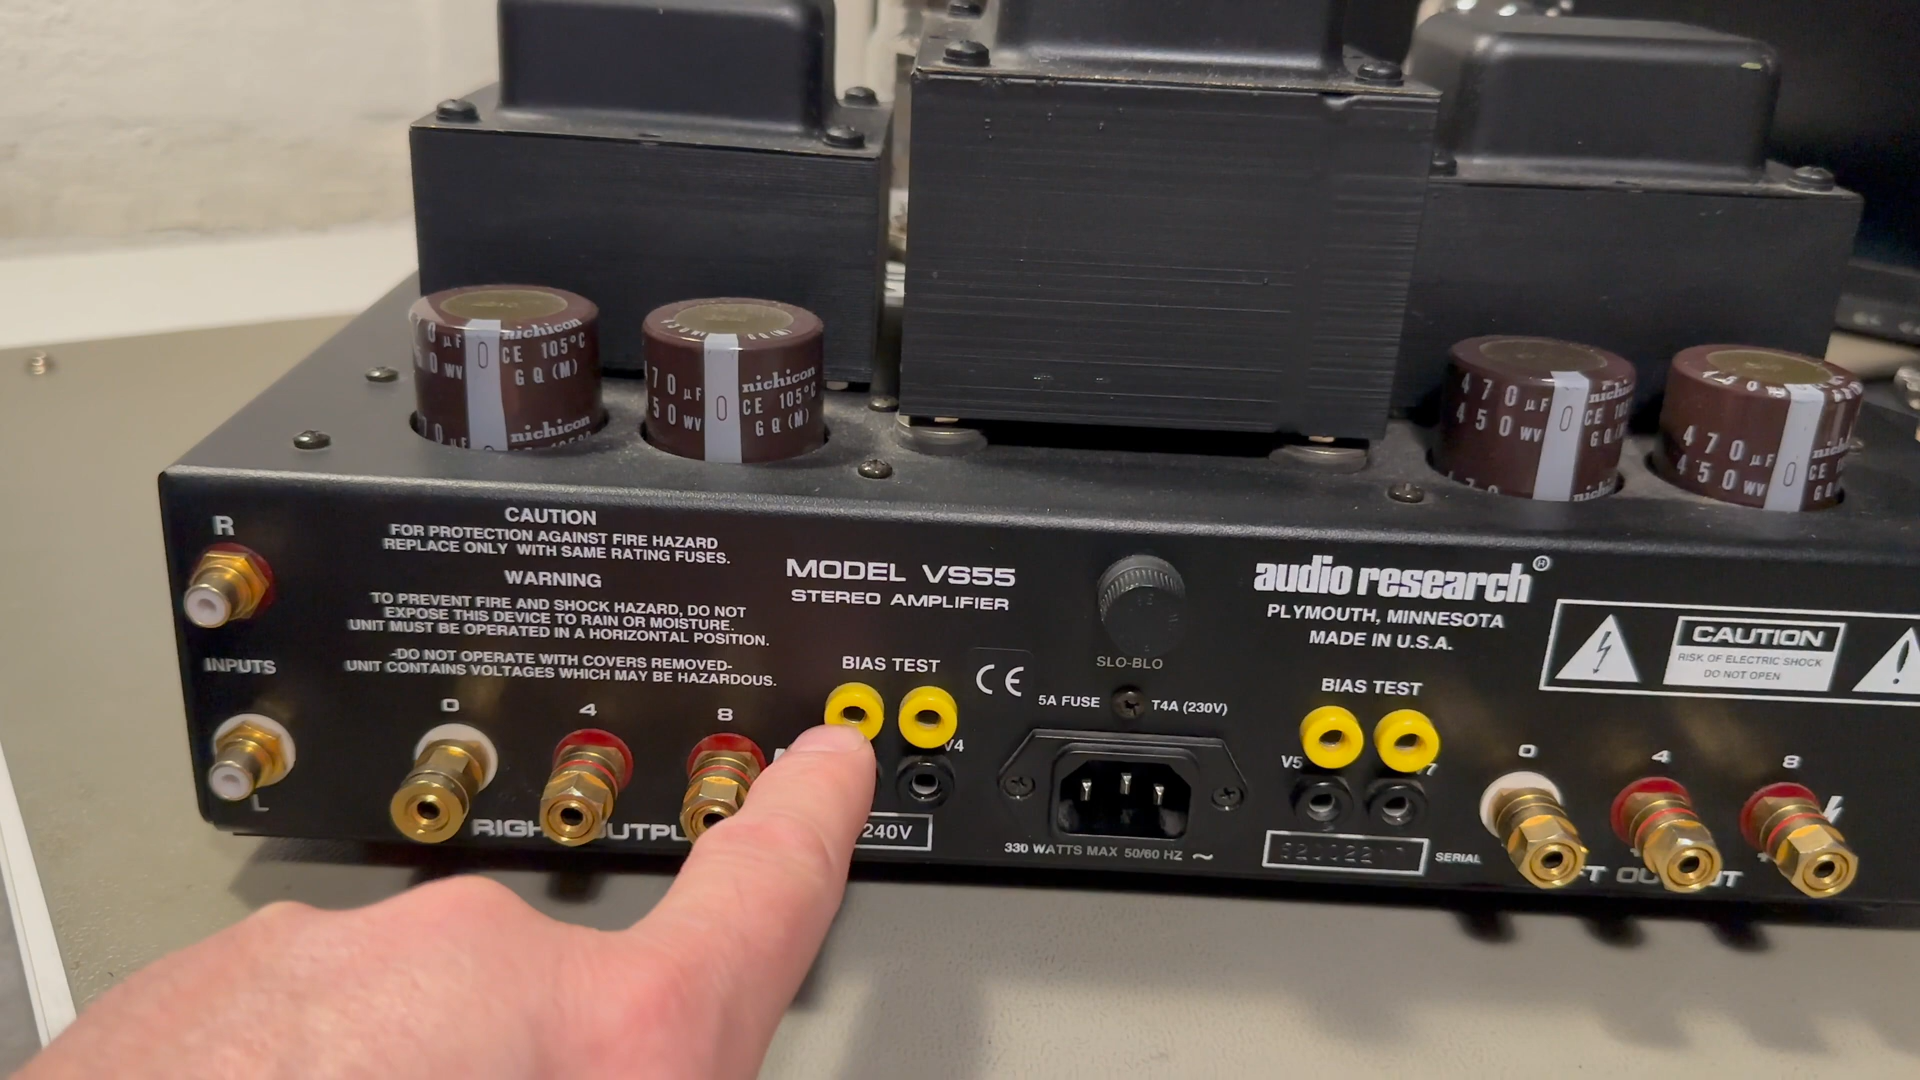 nichicon
CE 105°C
GQ (M)
nichicon
nichicon
CE 105°C
GQ (M)
470 µF
450 WV
470 µF
450 WV
R
INPUTS
L
CAUTION
FOR PROTECTION AGAINST FIRE HAZARD
REPLACE ONLY WITH SAME RATING FUSES.
WARNING
TO PREVENT FIRE AND SHOCK HAZARD, DO NOT
EXPOSE THIS DEVICE TO RAIN OR MOISTURE.
UNIT MUST BE OPERATED IN A HORIZONTAL POSITION.
-DO NOT OPERATE WITH COVERS REMOVED-
UNIT CONTAINS VOLTAGES WHICH MAY BE HAZARDOUS.
0 4 8
MODEL VS55
STEREO AMPLIFIER
BIAS TEST
V4
240V
CE
SLO-BLO
5A FUSE T4A (230V)
330 WATTS MAX 50/60 HZ ~
audio research®
PLYMOUTH, MINNESOTA
MADE IN U.S.A.
BIAS TEST
V5
SERIAL
CAUTION
RISK OF ELECTRIC SHOCK
DO NOT OPEN
0 4 8